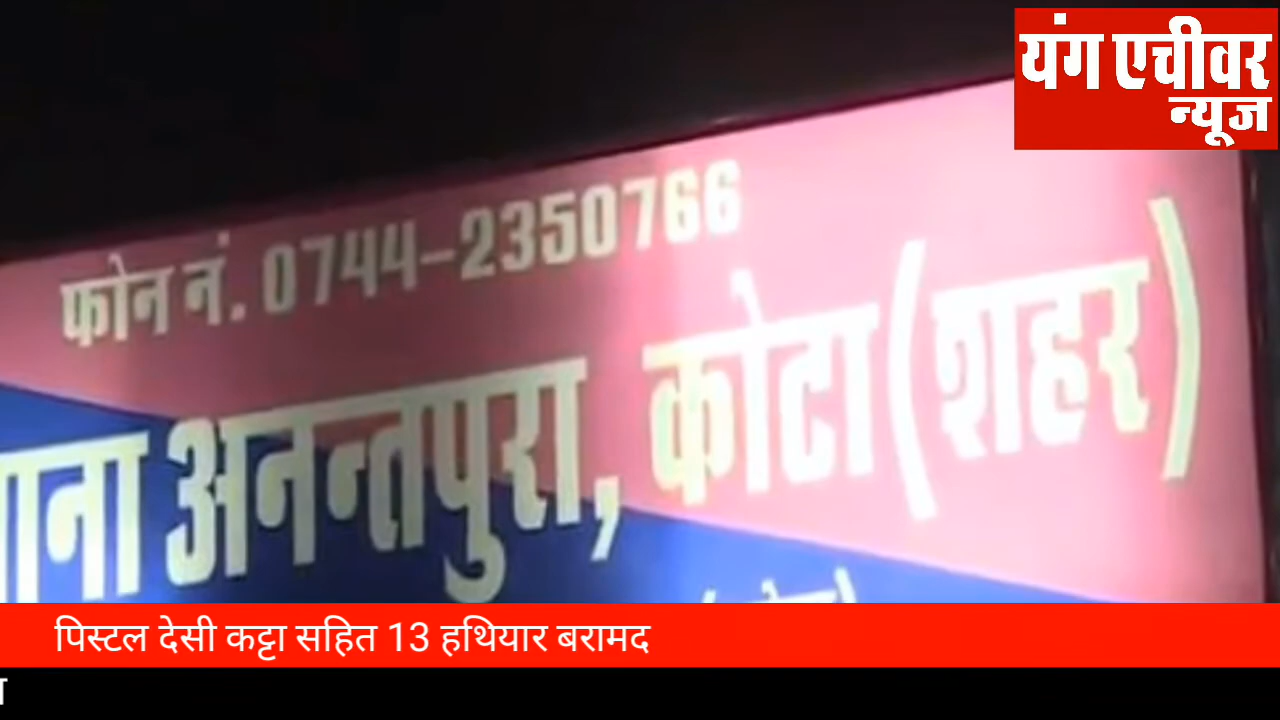 यंग एचीवर
न्यूज
फोन नं. 0744-2350766
अनन्तपुरा, कोटा (शहर)
पिस्टल देसी कट्टा सहित 13 हथियार बरामद